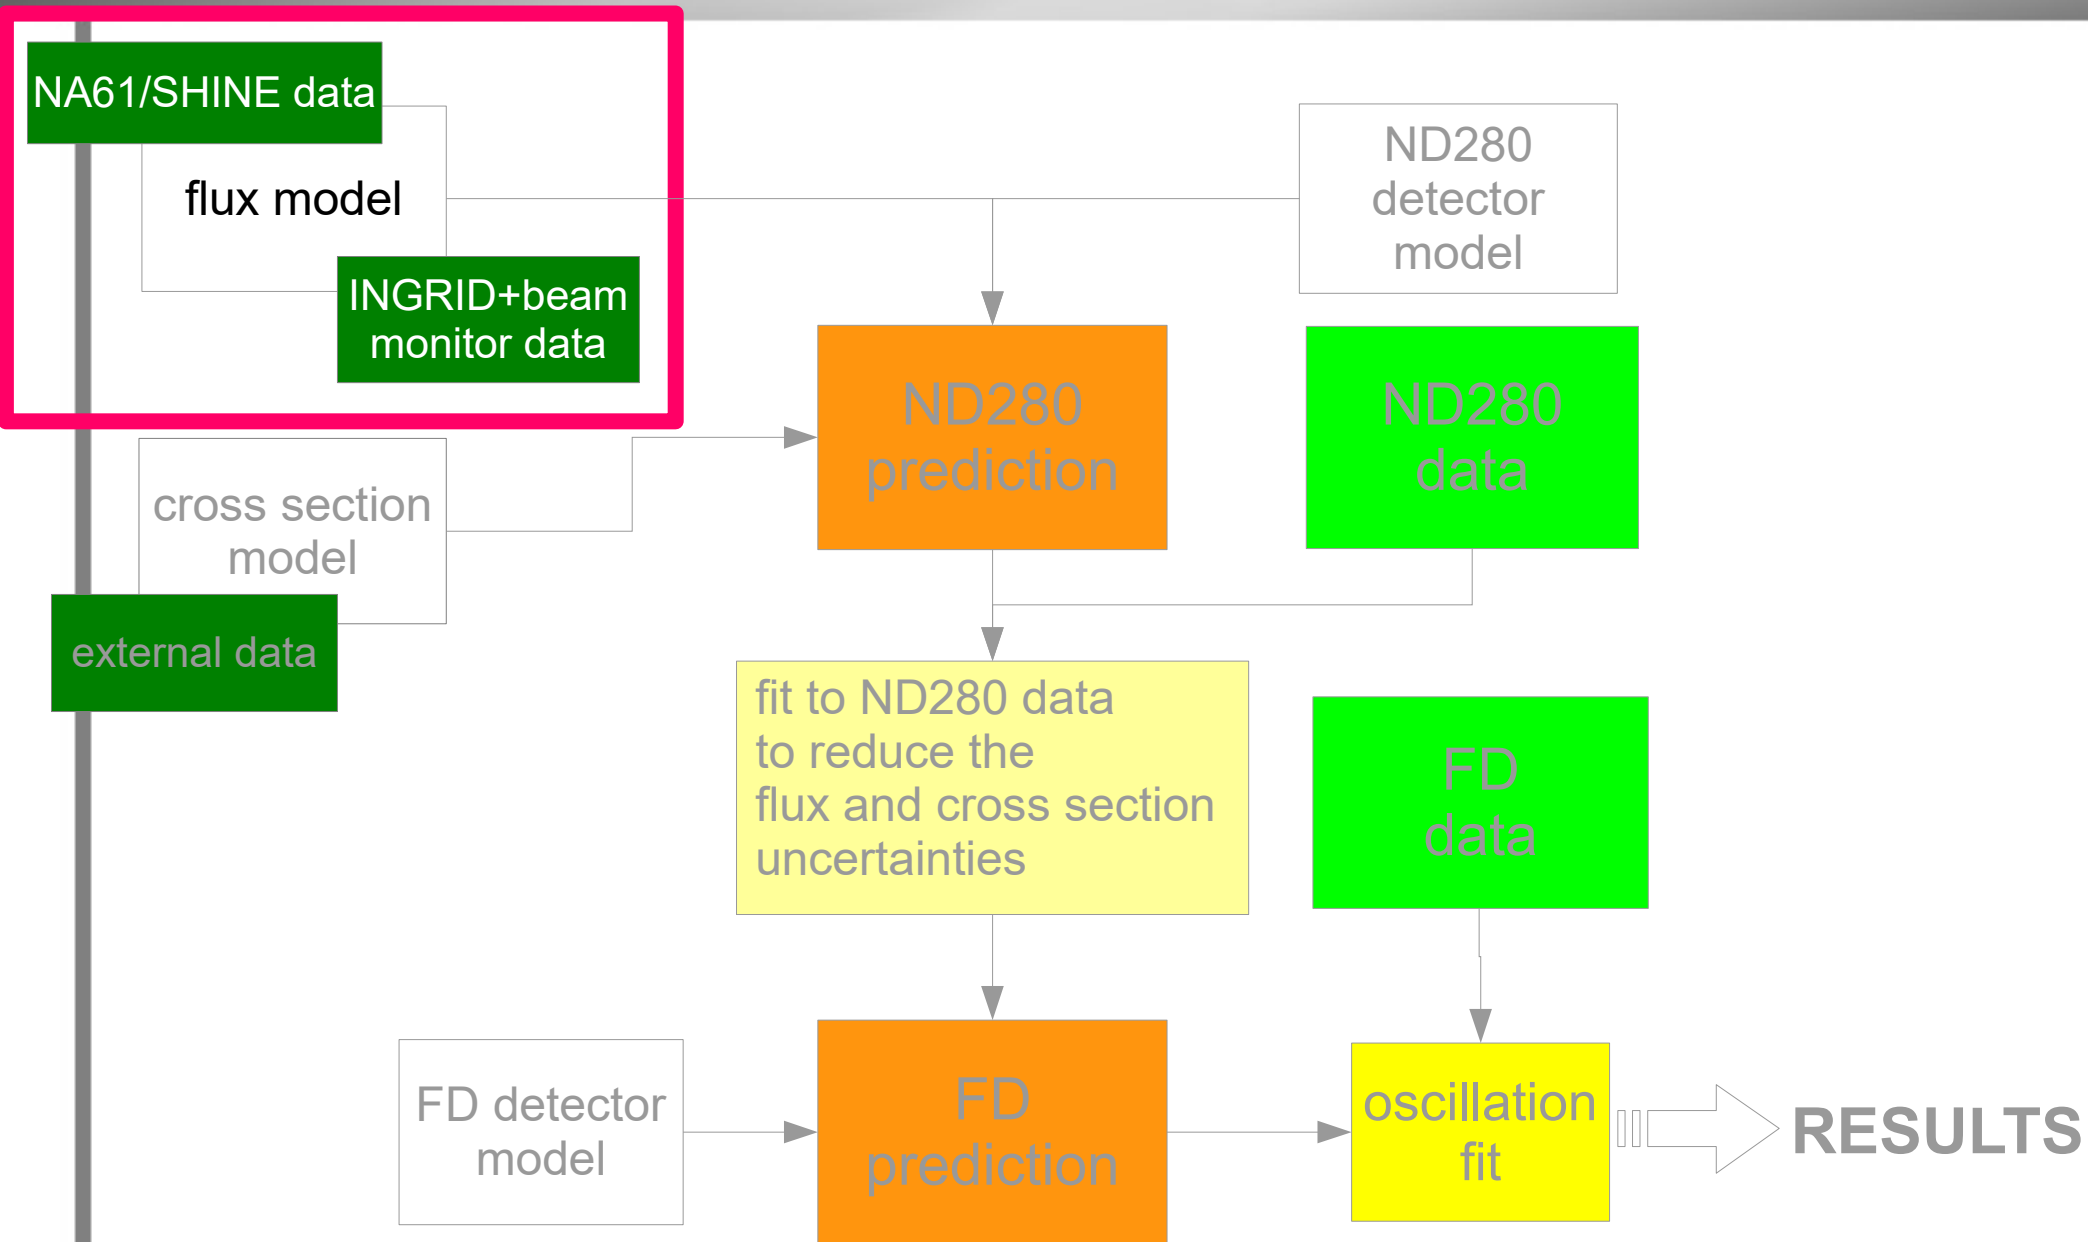 NA61/SHINE data
flux model
INGRID+beam
monitor data
ND280
detector
model
ND280
prediction
ND280
data
cross section
model
external data
fit to ND280 data
to reduce the
flux and cross section
uncertainties
FD
data
FD detector
model
FD
prediction
oscillation
fit
RESULTS